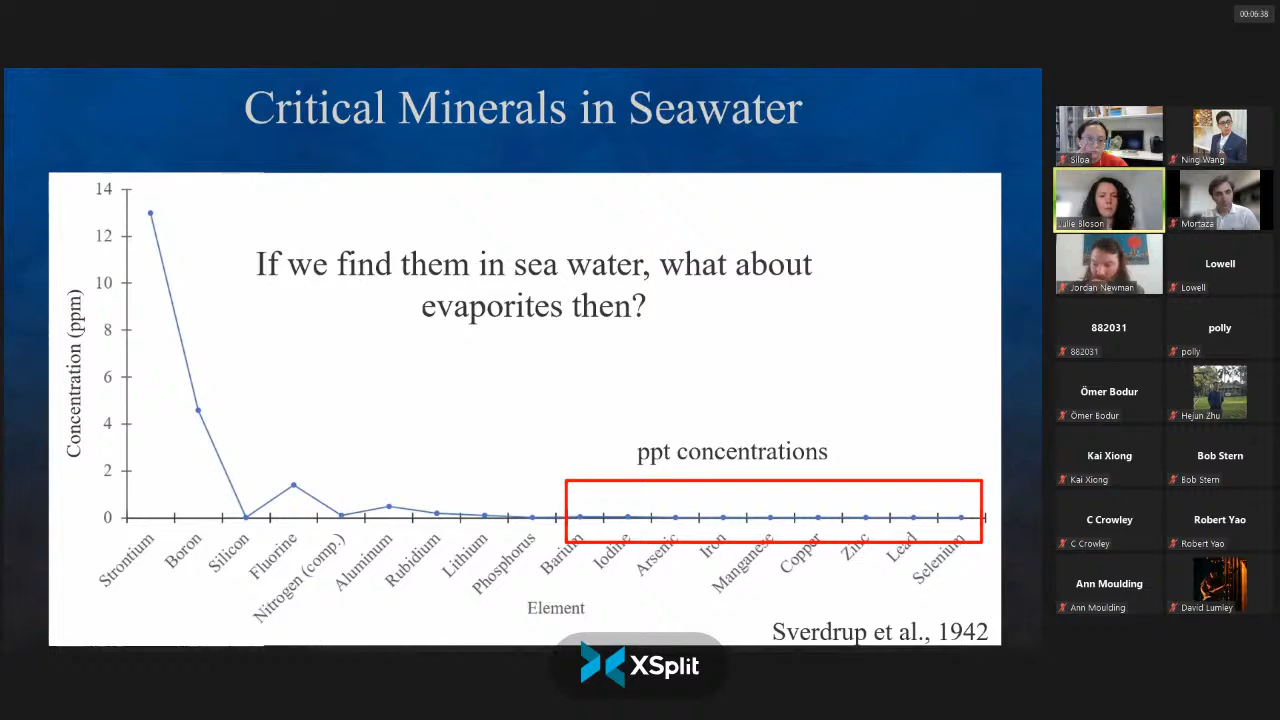 00:06:38
Critical Minerals in Seawater
14
12
10
8
6
4
2
0
Concentration (ppm)
If we find them in sea water, what about
evaporites then?
ppt concentrations
Strontium
Boron
Silicon
Fluorine
Nitrogen (comp.)
Aluminum
Rubidium
Lithium
Phosphorus
Barium
Iodine
Arsenic
Iron
Manganese
Copper
Zinc
Lead
Selenium
Element
Sverdrup et al., 1942
XSplit
Siloa
Ning Wang
Julie Bloson
Mortaza
Jordan Newman
Lowell
Lowell
882031
882031
polly
polly
Ömer Bodur
Ömer Bodur
Hejun Zhu
Kai Xiong
Kai Xiong
Bob Stern
Bob Stern
C Crowley
C Crowley
Robert Yao
Robert Yao
Ann Moulding
Ann Moulding
David Lumley